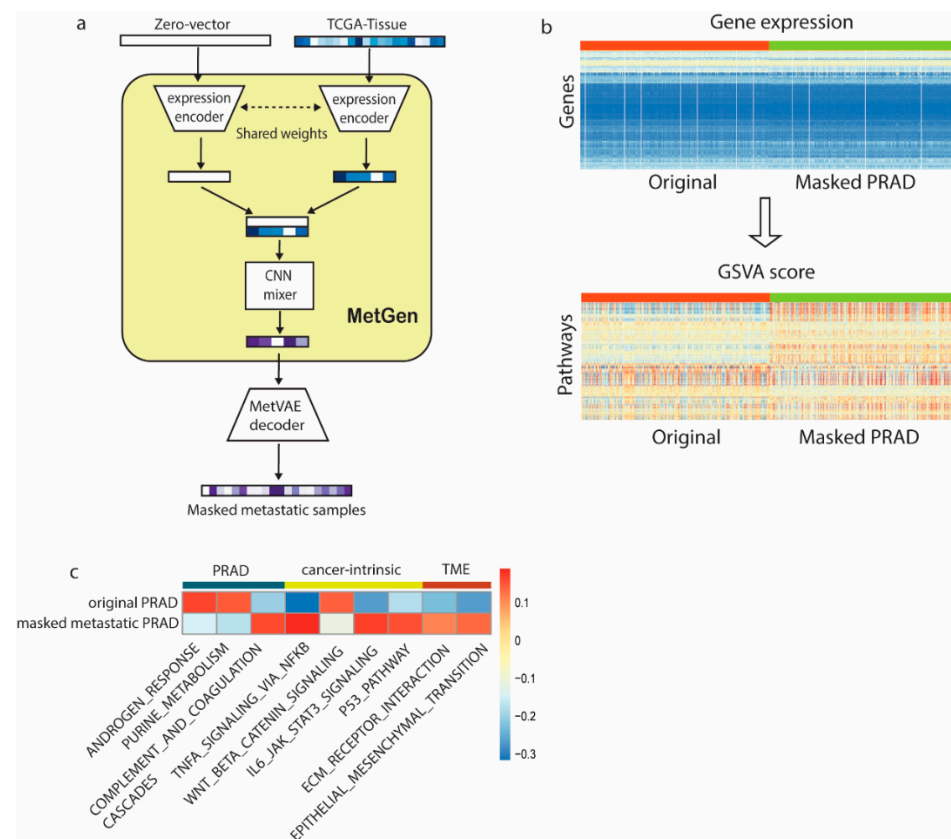 a
Zero-vector
TCGA-Tissue
expression
encoder
expression
encoder
Shared weights
CNN
mixer
MetGen
MetVAE
decoder
Masked metastatic samples
b
Gene expression
Genes
Original
Masked PRAD
GSVA score
Pathways
Original
Masked PRAD
c
PRAD
cancer-intrinsic
TME
original PRAD
masked metastatic PRAD
0.1
0
-0.1
-0.2
-0.3
ANDROGEN_RESPONSE
PURINE_METABOLISM
COMPLEMENT_AND_COAGULATION
CASCADES
TNFA_SIGNALING_VIA_NFKB
WNT_BETA_CATENIN_SIGNALING
IL6_JAK_STAT3_SIGNALING
P53_PATHWAY
ECM_RECEPTOR_INTERACTION
EPITHELIAL_MESENCHYMAL_TRANSITION